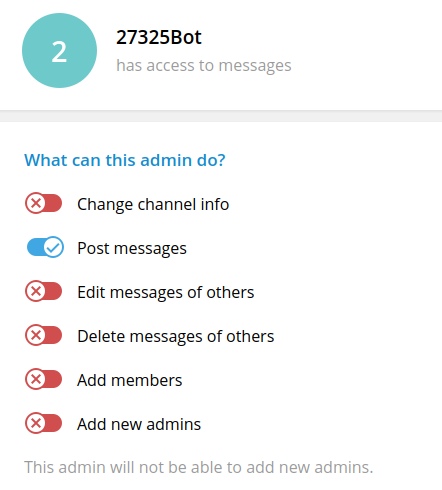 2
27325Bot
has access to messages
What can this admin do?
Change channel info
Post messages
Edit messages of others
Delete messages of others
Add members
Add new admins
This admin will not be able to add new admins.